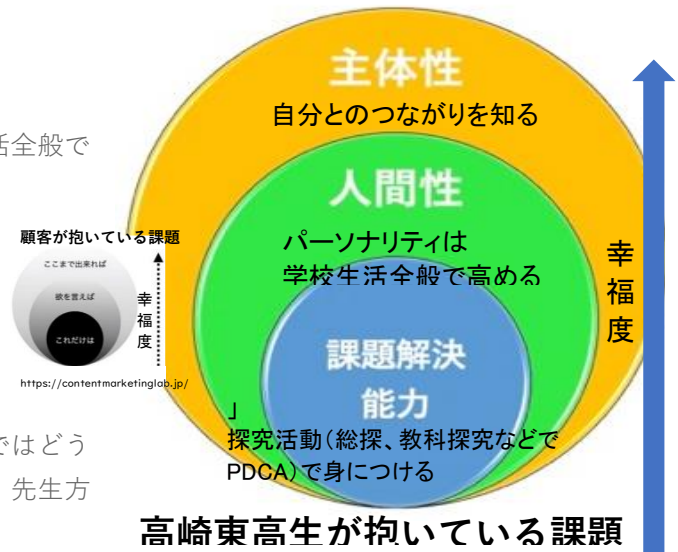 主体性
自分とのつながりを知る
活全般で
人間性
顧客が抱いている課題
ここまで出来れば
欲を言えば
これだけは
幸福度
https://contentmarketinglab.jp/
パーソナリティは
学校生活全般で高める
幸福度
課題解決
能力
」
探究活動(総探、教科探究などで
PDCA)で身につける
ではどう
先生方
高崎東高生が抱いている課題